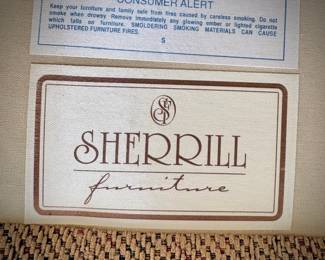 CONSUMER ALERT
Keep your furniture and family safe from fires caused by careless smoking. Do not
smoke when drowsy. Remove immediately any glowing ember or lighted cigarette
which falls on furniture. SMOLDERING SMOKING MATERIALS CAN CAUSE
UPHOLSTERED FURNITURE FIRES.
S
SHERRILL
furniture